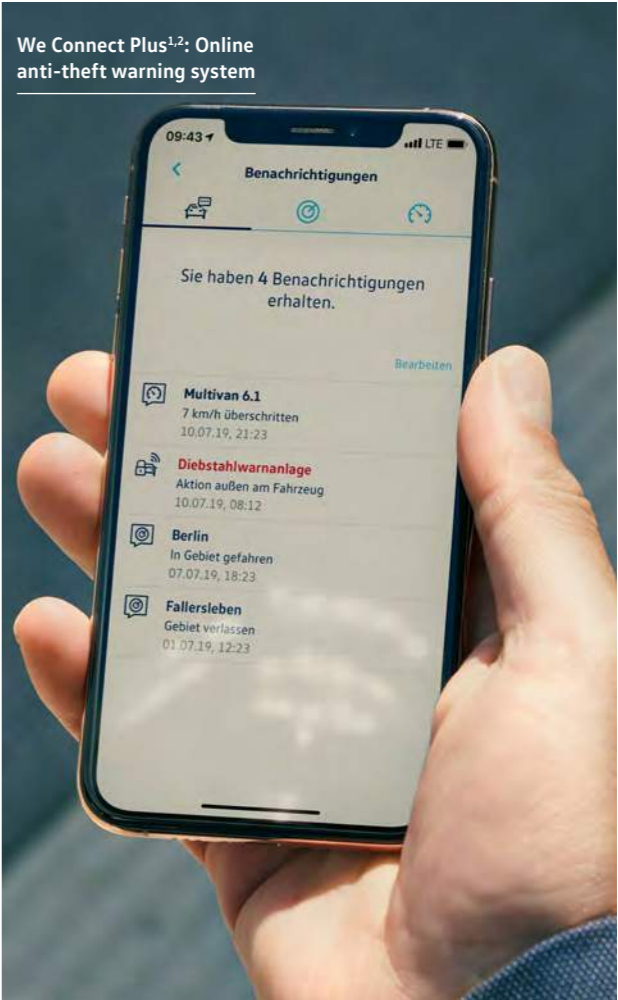 We Connect Plus1,2: Online
anti-theft warning system
09:43
LTE
Benachrichtigungen
Sie haben 4 Benachrichtigungen
erhalten.
Bearbeiten
Multivan 6.1
7 km/h überschritten
10.07.19, 21:23
Diebstahlwarnanlage
Aktion außen am Fahrzeug
10.07.19, 08:12
Berlin
In Gebiet gefahren
07.07.19, 18:23
Fallersleben
Gebiet verlassen
01.07.19, 12:23